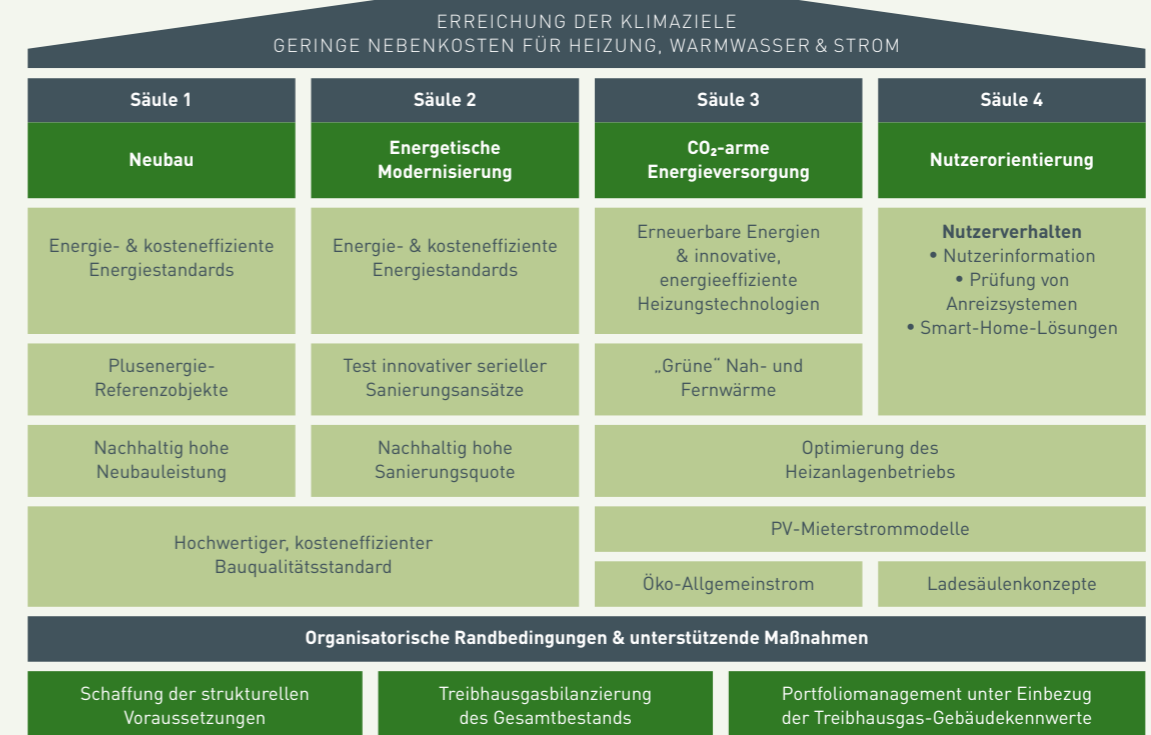 ERREICHUNG DER KLIMAZIELE
GERINGE NEBENKOSTEN FÜR HEIZUNG, WARMWASSER & STROM
Säule 1
Neubau
Energie- & kosteneffiziente
Energiestandards
Plusenergie-
Referenzobjekte
Nachhaltig hohe
Neubauleistung
Säule 2
Energetische
Modernisierung
Energie- & kosteneffiziente
Energiestandards
Test innovativer serieller
Sanierungsansätze
Nachhaltig hohe
Sanierungsquote
Hochwertiger, kosteneffizienter
Bauqualitätsstandard
Säule 3
CO₂-arme
Energieversorgung
Erneuerbare Energien
& innovative,
energieeffiziente
Heizungstechnologien
„Grüne“ Nah- und
Fernwärme
Säule 4
Nutzerorientierung
Nutzerverhalten
• Nutzerinformation
• Prüfung von
Anreizsystemen
• Smart-Home-Lösungen
Optimierung des
Heizanlagenbetriebs
PV-Mieterstrommodelle
Öko-Allgemeinstrom
Ladesäulenkonzepte
Organisatorische Randbedingungen & unterstützende Maßnahmen
Schaffung der strukturellen
Voraussetzungen
Treibhausgasbilanzierung
des Gesamtbestands
Portfoliomanagement unter Einbezug
der Treibhausgas-Gebäudekennwerte